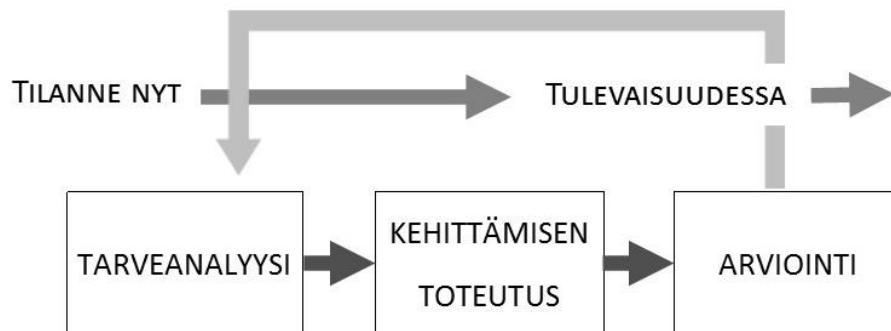 TILANNE NYT
TULEVAISUUDESSA
TARVEANALYYSI
KEHITTÄMISEN
TOTEUTUS
ARVIOINTI